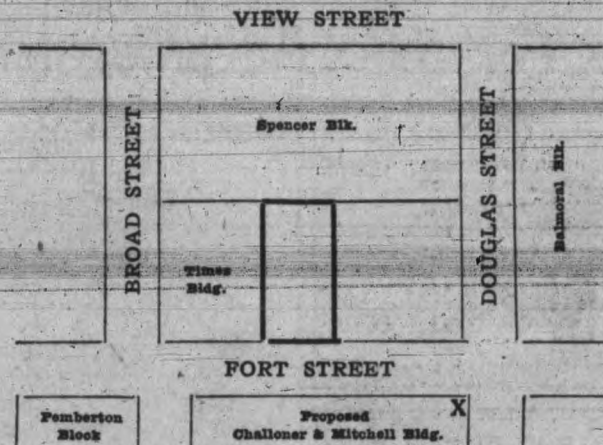 VIEW STREET
Spencer Blk.
BROAD STREET
DOUGLAS STREET
Balmoral Blk.
Times
Bldg.
FORT STREET
Pemberton
Block
Proposed
Challoner & Mitchell Bldg.
X